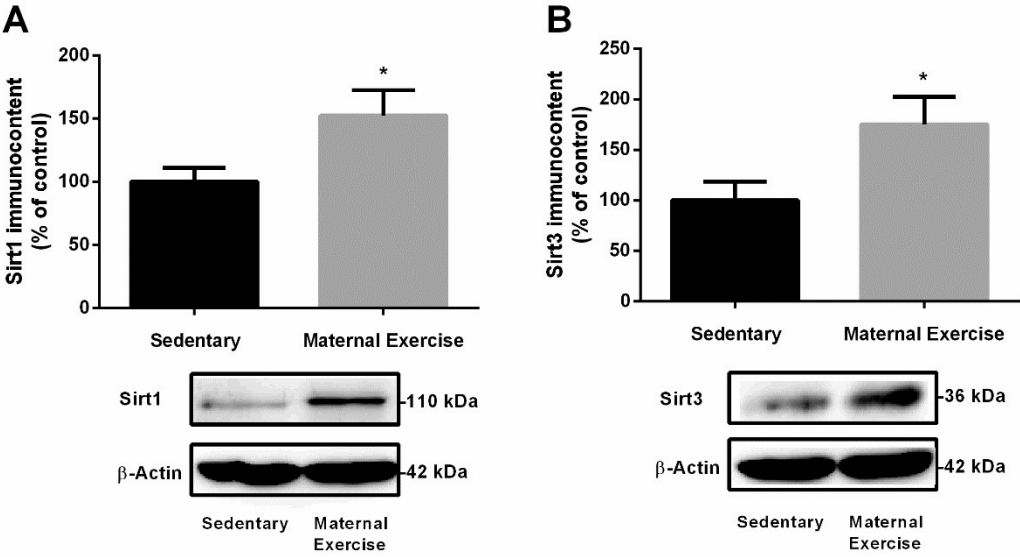 A
Sirt1 immunocontent
(% of control)
200
150
100
50
0
*
Sedentary
Maternal Exercise
Sirt1
110 kDa
β-Actin
42 kDa
Sedentary
Maternal
Exercise
B
Sirt3 immunocontent
(% of control)
250
200
150
100
50
0
*
Sedentary
Maternal Exercise
Sirt3
36 kDa
β-Actin
42 kDa
Sedentary
Maternal
Exercise